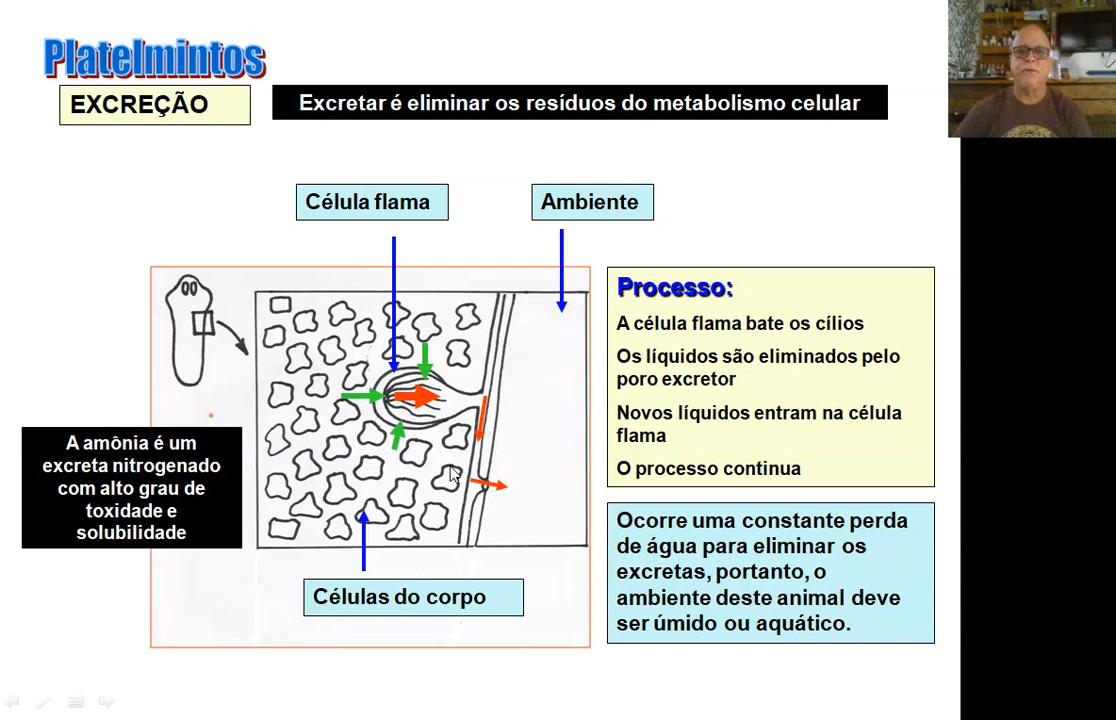 Platelmintos
EXCREÇÃO
Excretar é eliminar os resíduos do metabolismo celular
Célula flama
Ambiente
Processo:
A célula flama bate os cílios
Os líquidos são eliminados pelo
poro excretor
Novos líquidos entram na célula
flama
O processo continua
A amônia é um
excreta nitrogenado
com alto grau de
toxidade e
solubilidade
Ocorre uma constante perda
de água para eliminar os
excretas, portanto, o
ambiente deste animal deve
ser úmido ou aquático.
Células do corpo